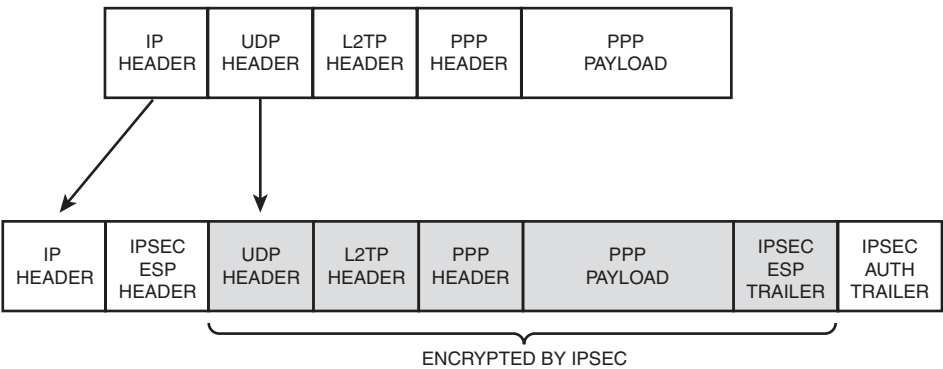 IP
HEADER
UDP
HEADER
L2TP
HEADER
PPP
HEADER
PPP
PAYLOAD
IP
HEADER
IPSEC
ESP
HEADER
UDP
HEADER
L2TP
HEADER
PPP
HEADER
PPP
PAYLOAD
IPSEC
ESP
TRAILER
IPSEC
AUTH
TRAILER
ENCRYPTED BY IPSEC